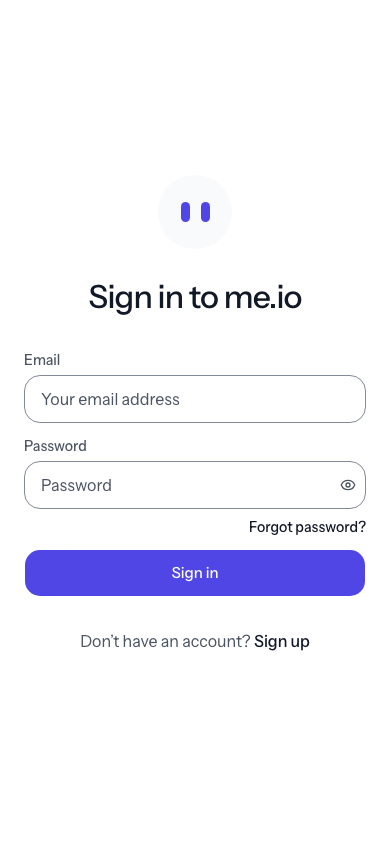 Sign in to me.io
Email
Your email address
Password
Password
Forgot password?
Sign in
Don't have an account? Sign up